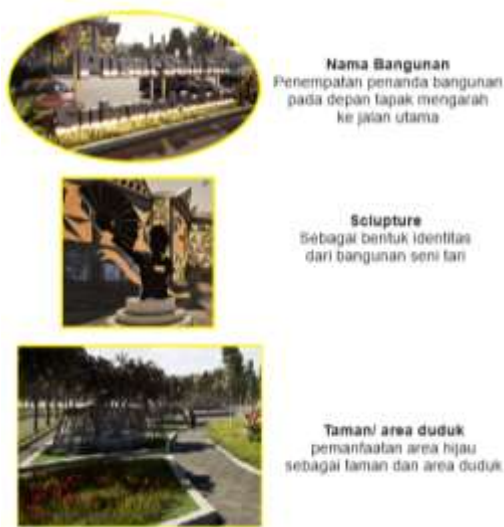 Nama Bangunan
Penempatan penanda bangunan
pada depan tapak mengarah
ke jalan utama
Sclupture
Sebagai bentuk identitas
dari bangunan seni tari
Taman/ area duduk
pemanfaatan area hijau
sebagai taman dan area duduk